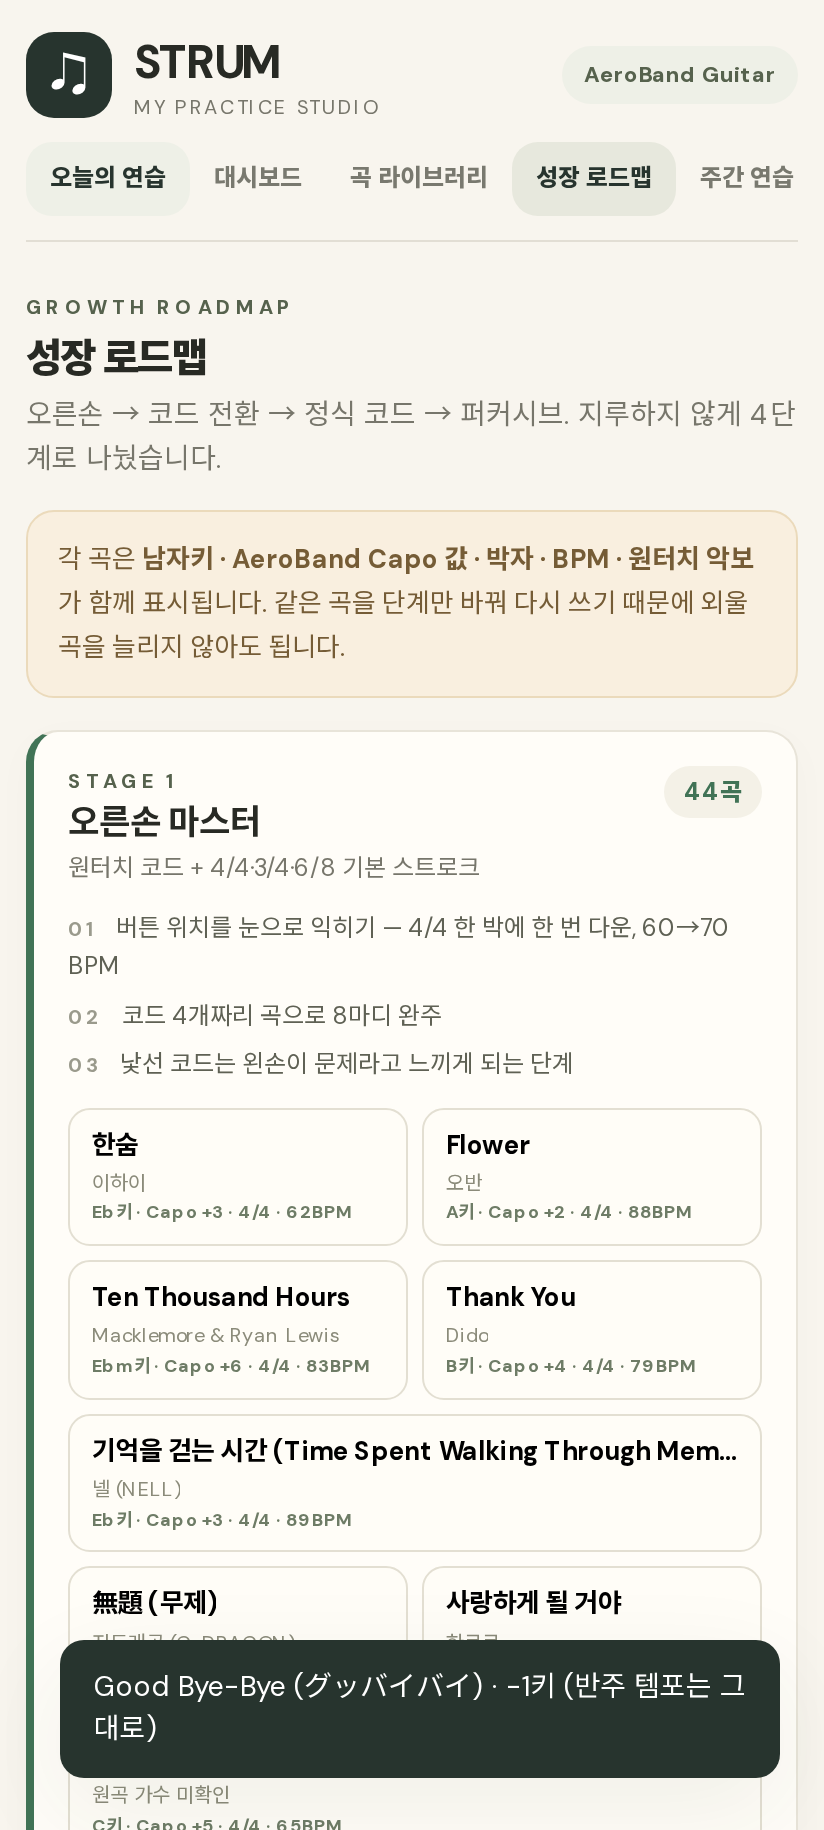 STRUM
MY PRACTICE STUDIO
AeroBand Guitar
오늘의 연습
대시보드
곡 라이브러리
성장 로드맵
주간 연습
GROWTH ROADMAP
성장 로드맵
오른손 → 코드 전환 → 정식 코드 → 퍼커시브. 지루하지 않게 4단
계로 나눴습니다.
각 곡은 남자키 · AeroBand Capo 값 · 박자 · BPM · 원터치 악보
가 함께 표시됩니다. 같은 곡을 단계만 바꿔 다시 쓰기 때문에 외울
곡을 늘리지 않아도 됩니다.
STAGE 1
44곡
오른손 마스터
원터치 코드 + 4/4·3/4·6/8 기본 스트로크
01 버튼 위치를 눈으로 익히기 — 4/4 한 박에 한 번 다운, 60→70
BPM
02 코드 4개짜리 곡으로 8마디 완주
03 낯선 코드는 왼손이 문제라고 느끼게 되는 단계
한숨
이하이
Eb키 · Capo +3 · 4/4 · 62BPM
Flower
오반
A키 · Capo +2 · 4/4 · 88BPM
Ten Thousand Hours
Macklemore & Ryan Lewis
Ebm키 · Capo +6 · 4/4 · 83BPM
Thank You
Dido
B키 · Capo +4 · 4/4 · 79BPM
기억을 걷는 시간 (Time Spent Walking Through Mem...
넬 (NELL)
Eb키 · Capo +3 · 4/4 · 89BPM
無題 (무제)
사랑하게 될 거야
Good Bye-Bye (グッバイバイ) · -1키 (반주 템포는 그
대로)
원곡 가수 미확인
C키 · Capo +5 · 4/4 · 65BPM